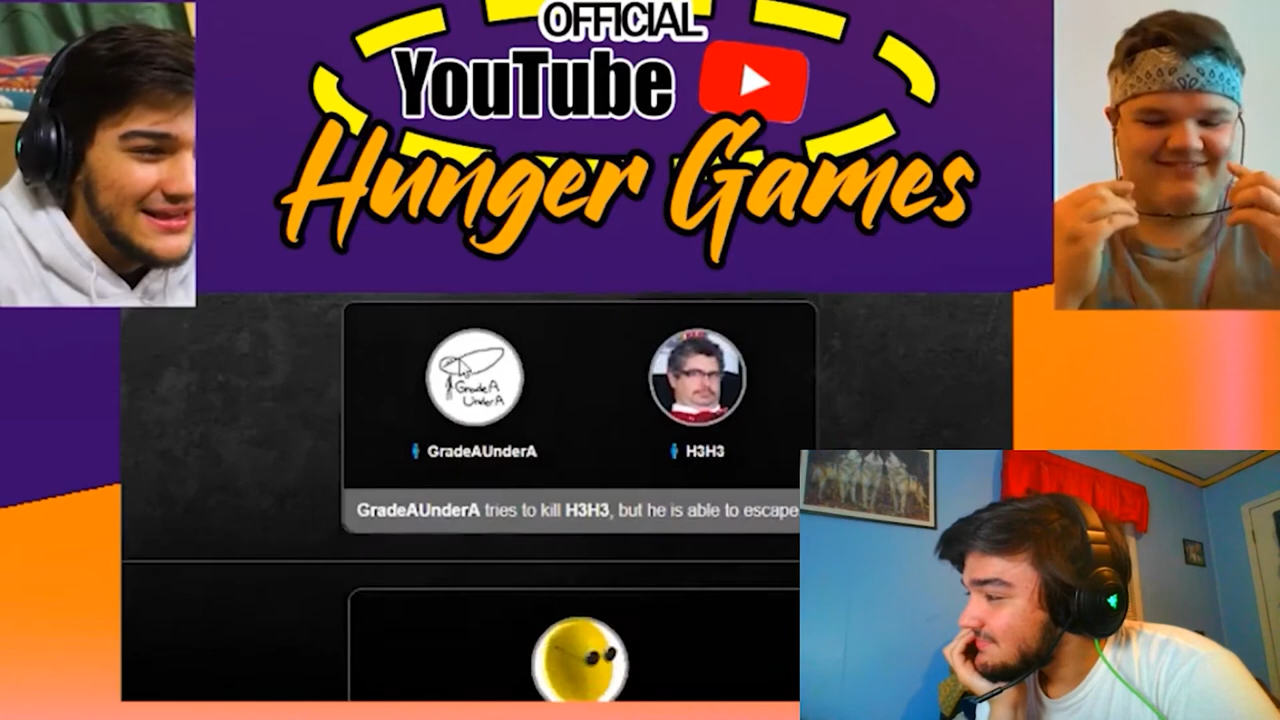 OFFICIAL
YouTube
Hunger Games
GradeA
UnderA
GradeAUnderA
H3H3
GradeAUnderA tries to kill H3H3, but he is able to escape